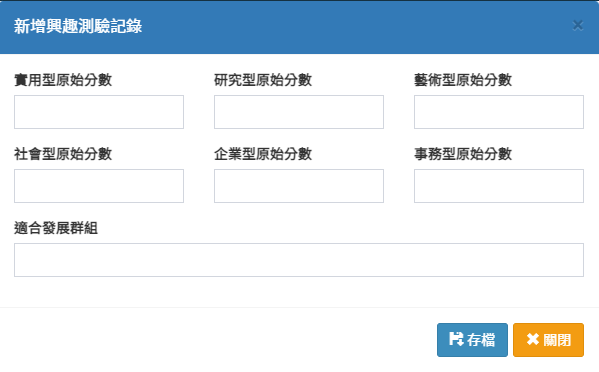 新增興趣測驗記錄 ×
實用型原始分數 研究型原始分數 藝術型原始分數
社會型原始分數 企業型原始分數 事務型原始分數
適合發展群組
存檔 關閉